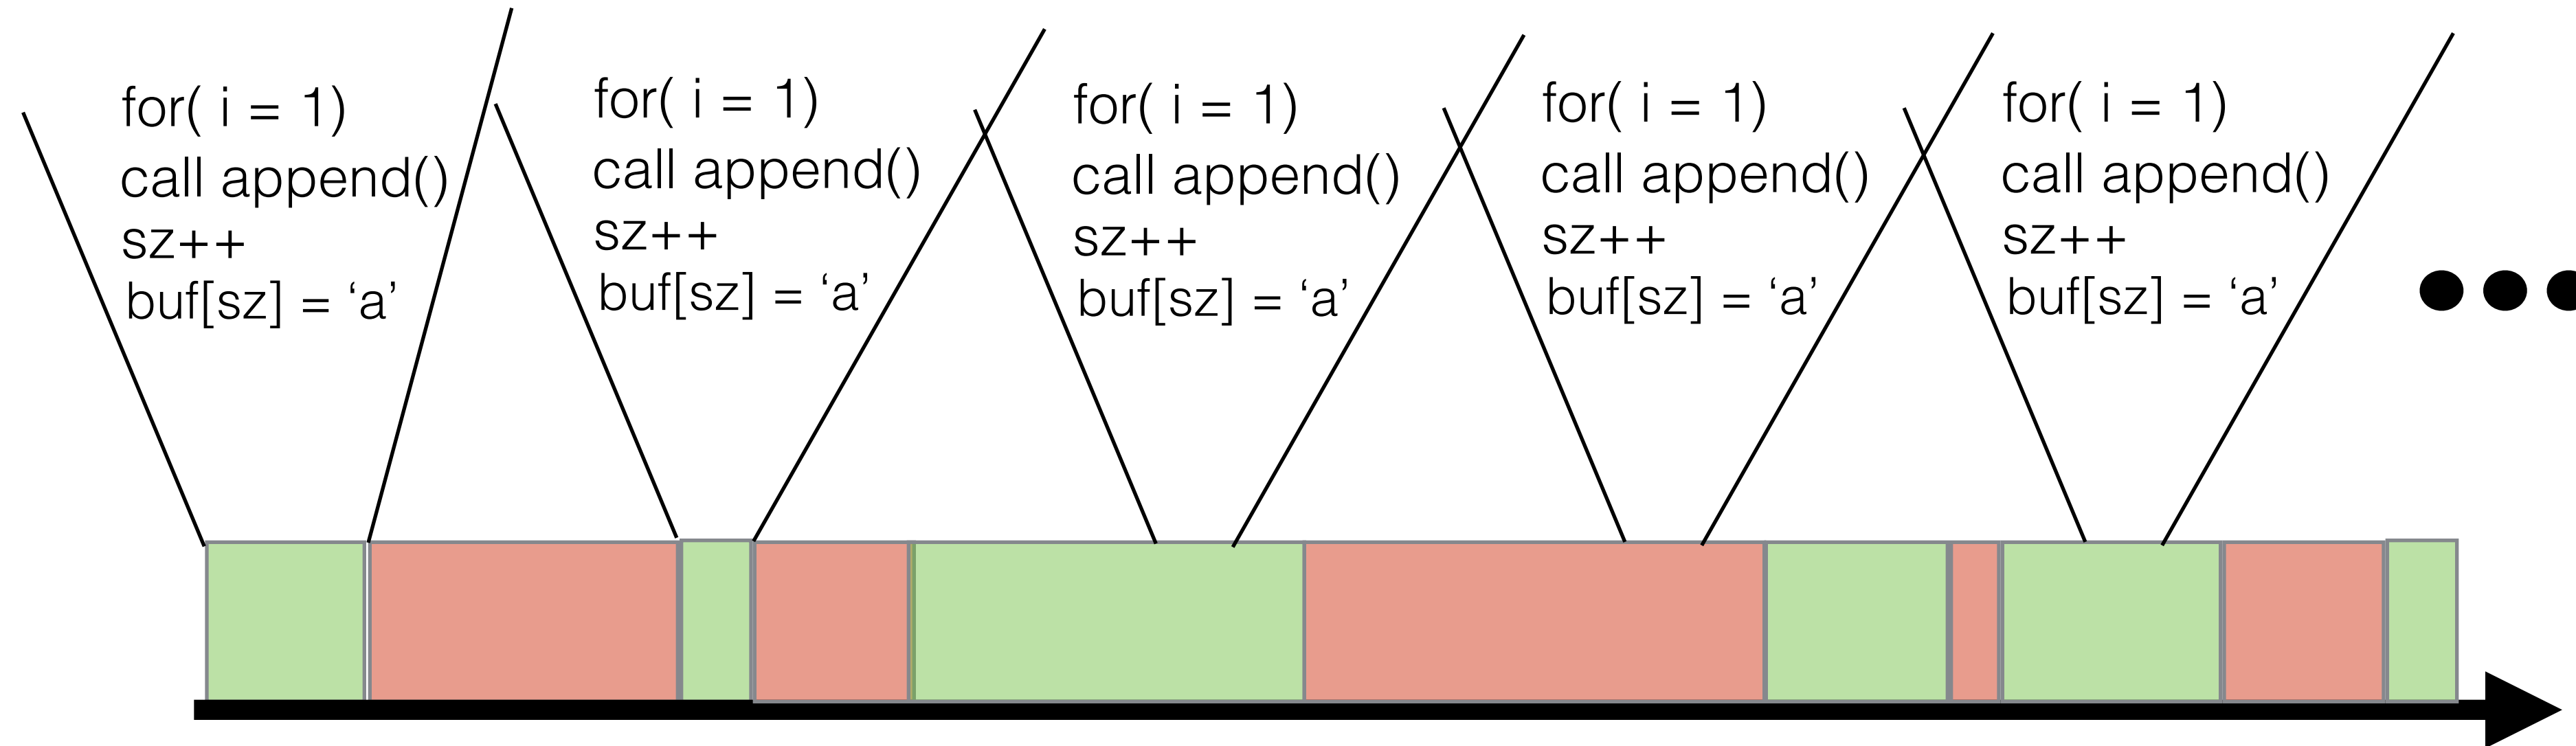 for( i = 1)
call append()
sz++
buf[sz] = ‘a’
for( i = 1)
call append()
sz++
buf[sz] = ‘a’
for( i = 1)
call append()
sz++
buf[sz] = ‘a’
for( i = 1)
call append()
sz++
buf[sz] = ‘a’
for( i = 1)
call append()
sz++
buf[sz] = ‘a’